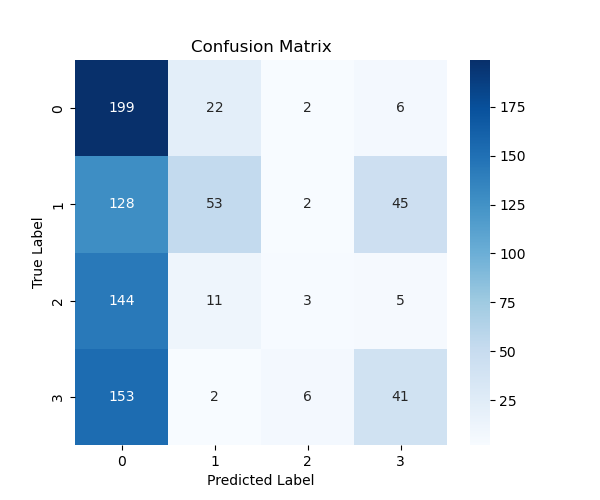 Confusion Matrix
0 199 22 2 6
1 128 53 2 45
2 144 11 3 5
3 153 2 6 41
0 1 2 3
True Label
Predicted Label
175
150
125
100
75
50
25